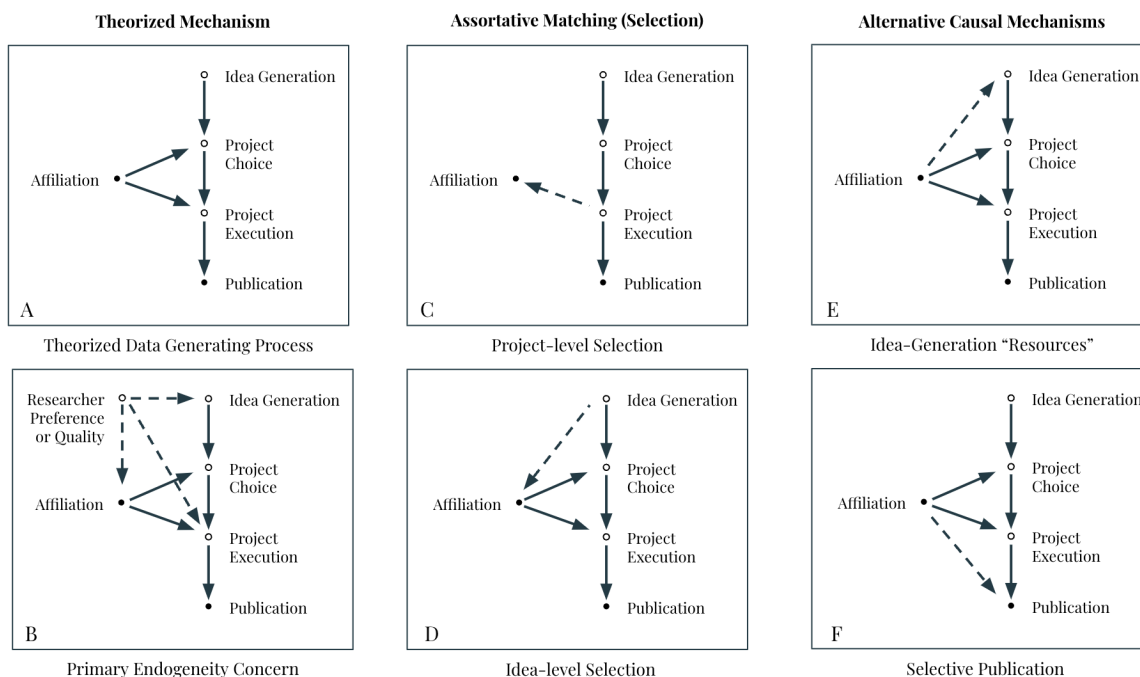 Theorized Mechanism
Idea Generation
Project
Choice
Affiliation
Project
Execution
Publication
A
Theorized Data Generating Process
Researcher
Preference
or Quality
Idea Generation
Project
Choice
Affiliation
Project
Execution
Publication
B
Primary Endogeneity Concern
Assortative Matching (Selection)
Idea Generation
Project
Choice
Affiliation
Project
Execution
Publication
C
Project-level Selection
Idea Generation
Project
Choice
Affiliation
Project
Execution
Publication
D
Idea-level Selection
Alternative Causal Mechanisms
Idea Generation
Project
Choice
Affiliation
Project
Execution
Publication
E
Idea-Generation “Resources”
Idea Generation
Project
Choice
Affiliation
Project
Execution
Publication
F
Selective Publication